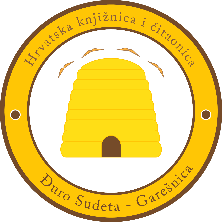 Hrvatska knjižnica i čitaonica
Đuro Sudeta - Garešnica